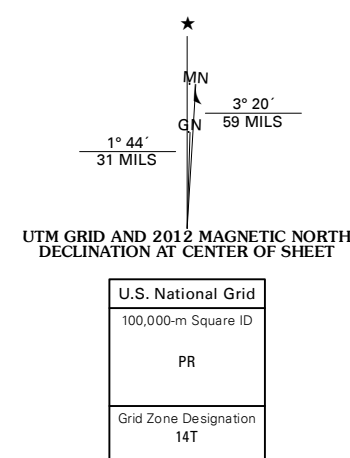 MN
GN
3° 20´
59 MILS
1° 44´
31 MILS
UTM GRID AND 2012 MAGNETIC NORTH
DECLINATION AT CENTER OF SHEET
U.S. National Grid
100,000-m Square ID
PR
Grid Zone Designation
14T